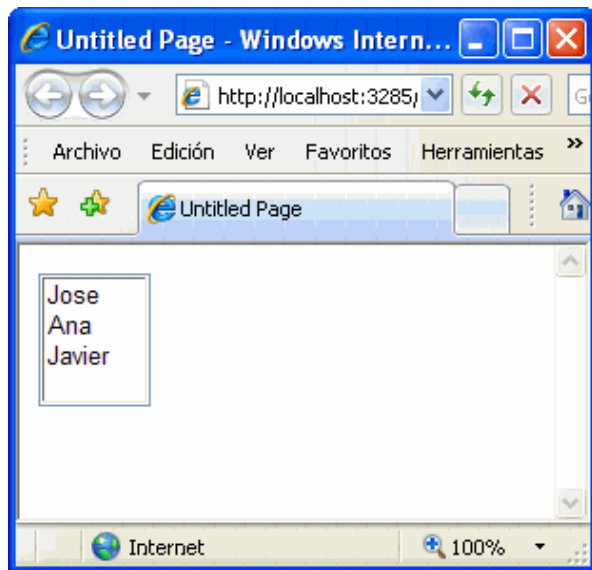 Untitled Page - Windows Intern...
http://localhost:3285/
Archivo Edición Ver Favoritos Herramientas »
Untitled Page
Jose
Ana
Javier
Internet 100%